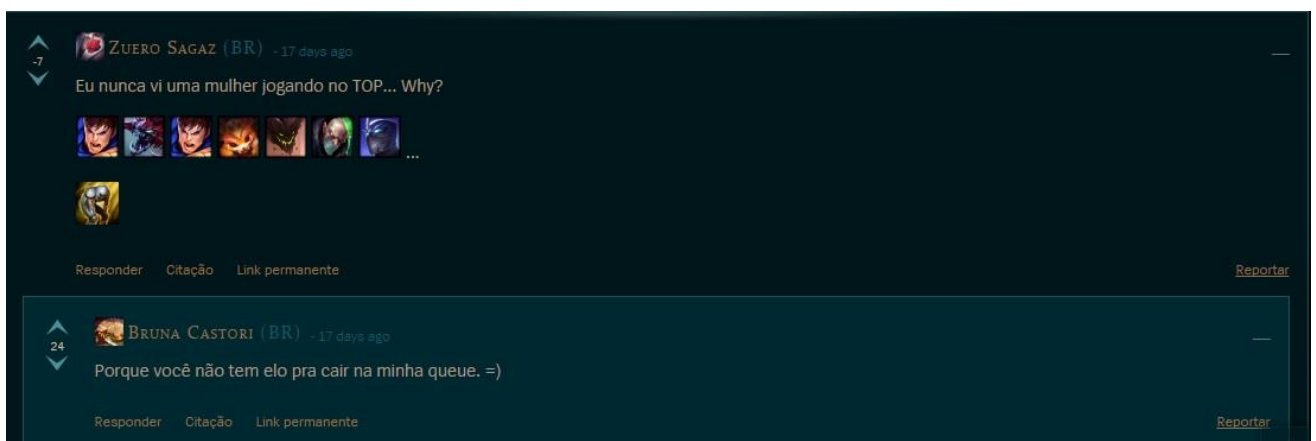 Zuero Sagaz (BR) - 17 days ago
-7
Eu nunca vi uma mulher jogando no TOP... Why?
...
Responder Citação Link permanente Reportar
Bruna Castori (BR) - 17 days ago
24
Porque você não tem elo pra cair na minha queue. =)
Responder Citação Link permanente Reportar